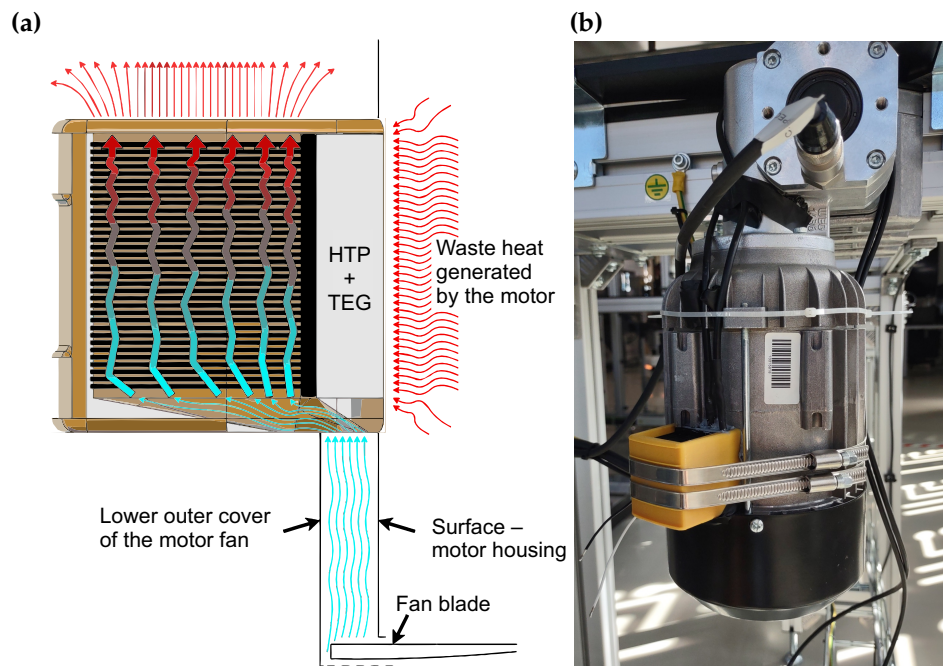 (a)
(b)
HTP
+
TEG
Waste heat
generated
by the motor
Lower outer cover
of the motor fan
Surface –
motor housing
Fan blade